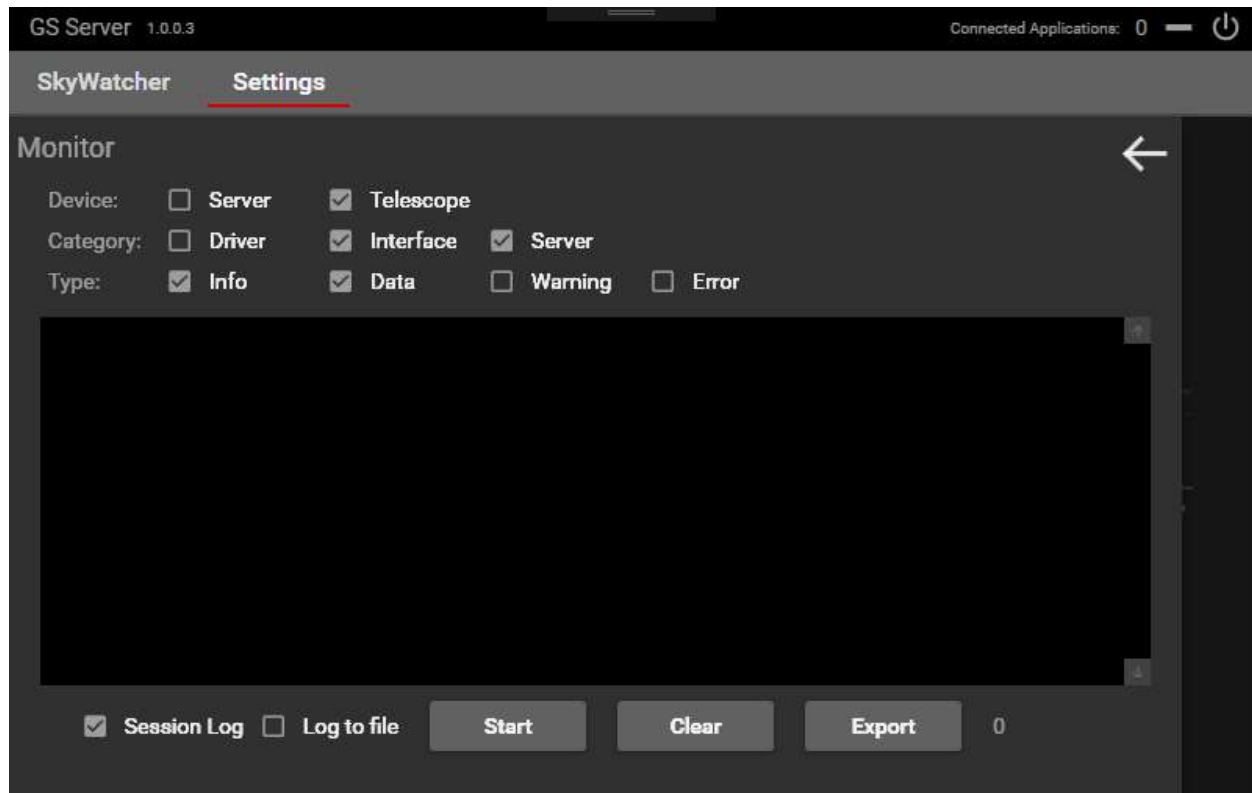 GS Server 1.0.0.3 Connected Applications: 0
SkyWatcher Settings
Monitor
Device: Server Telescope
Category: Driver Interface Server
Type: Info Data Warning Error
Session Log Log to file Start Clear Export 0